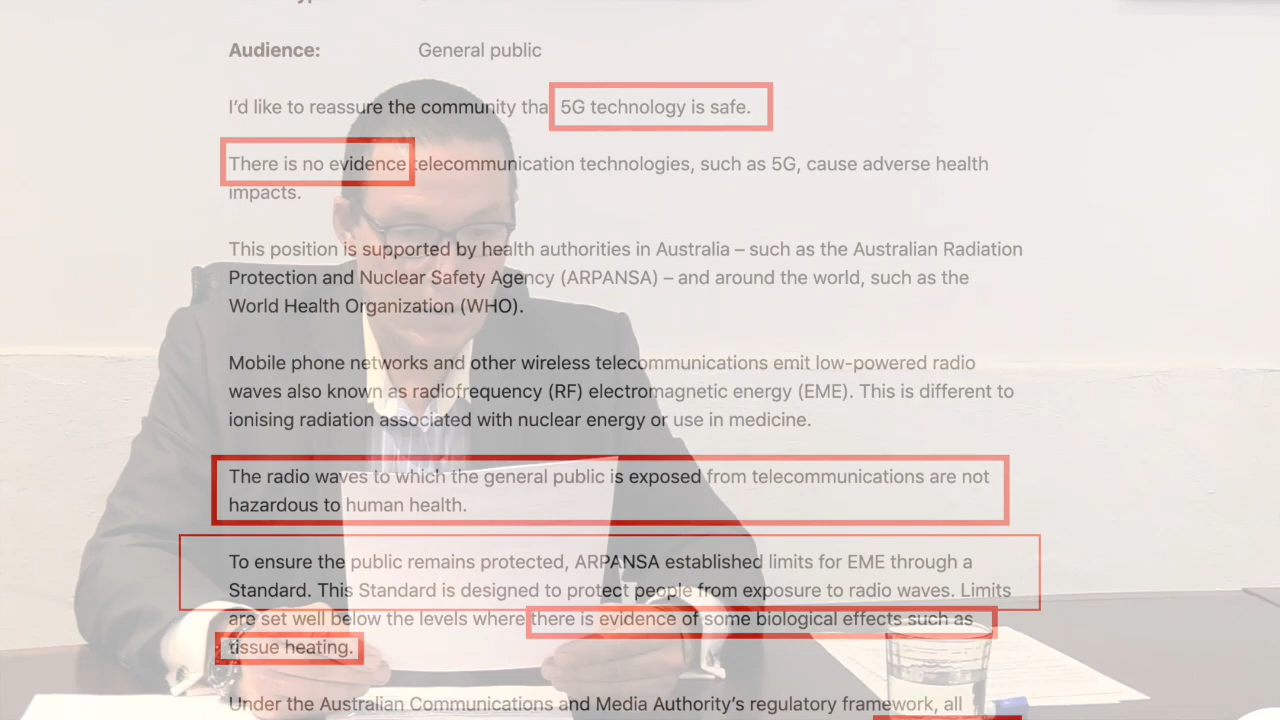 Audience: General public
I'd like to reassure the community tha 5G technology is safe.
There is no evidence telecommunication technologies, such as 5G, cause adverse health
impacts.
This position is supported by health authorities in Australia – such as the Australian Radiation
Protection and Nuclear Safety Agency (ARPANSA) – and around the world, such as the
World Health Organization (WHO).
Mobile phone networks and other wireless telecommunications emit low-powered radio
waves also known as radiofrequency (RF) electromagnetic energy (EME). This is different to
ionising radiation associated with nuclear energy or use in medicine.
The radio waves to which the general public is exposed from telecommunications are not
hazardous to human health.
To ensure the public remains protected, ARPANSA established limits for EME through a
Standard. This Standard is designed to protect people from exposure to radio waves. Limits
are set well below the levels where there is evidence of some biological effects such as
tissue heating.
Under the Australian Communications and Media Authority's regulatory framework, all